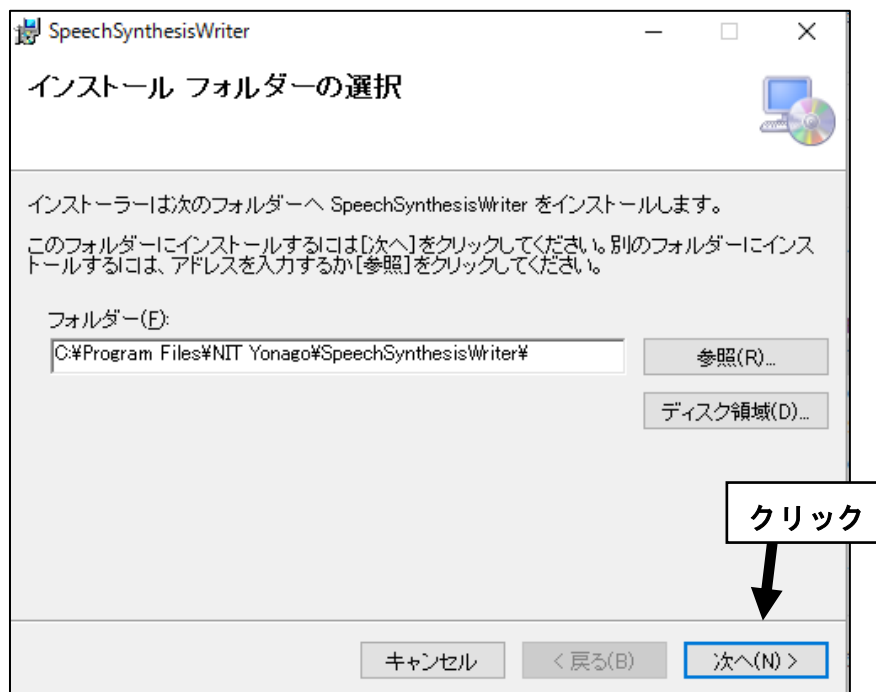 SpeechSynthesisWriter
インストール フォルダーの選択
インストーラーは次のフォルダーへ SpeechSynthesisWriter をインストールします。
このフォルダーにインストールするには[次へ]をクリックしてください。別のフォルダーにインス
トールするには、アドレスを入力するか[参照]をクリックしてください。
フォルダー(F):
C:¥Program Files¥NIT Yonago¥SpeechSynthesisWriter¥
参照(R)...
ディスク領域(D)...
クリック
キャンセル
< 戻る(B)
次へ(N) >